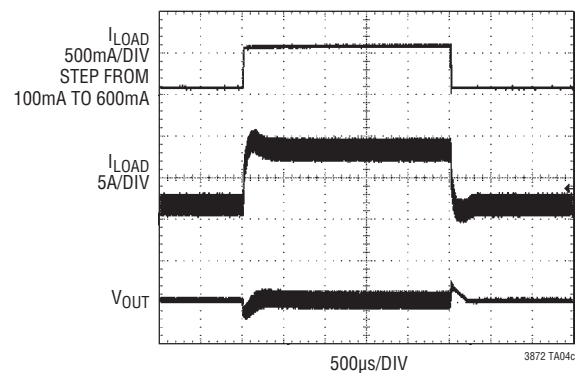 ILOAD
500mA/DIV
STEP FROM
100mA TO 600mA
ILOAD
5A/DIV
VOUT
500µs/DIV
3872 TA04c